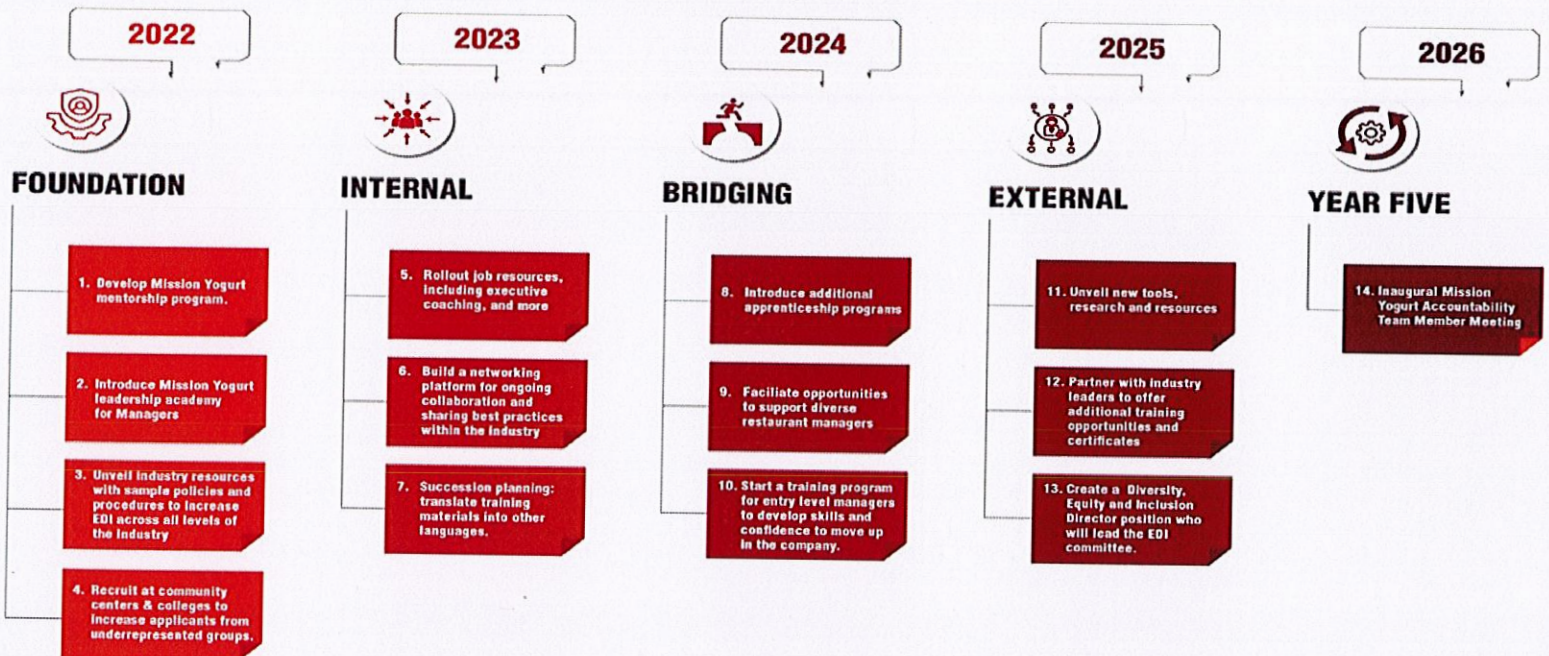 2022
FOUNDATION
1. Develop Mission Yogurt
mentorship program.
2. Introduce Mission Yogurt
leadership academy
for Managers
3. Unveil industry resources
with sample policies and
procedures to increase
EDI across all levels of
the industry
4. Recruit at community
centers & colleges to
increase applicants from
underrepresented groups.
2023
INTERNAL
5. Rollout job resources,
including executive
coaching, and more
6. Build a networking
platform for ongoing
collaboration and
sharing best practices
within the industry
7. Succession planning:
translate training
materials into other
languages.
2024
BRIDGING
8. Introduce additional
apprenticeship programs
9. Faciliate opportunities
to support diverse
restaurant managers
10. Start a training program
for entry level managers
to develop skills and
confidence to move up
in the company.
2025
EXTERNAL
11. Unveil new tools,
research and resources
12. Partner with industry
leaders to offer
additional training
opportunities and
certificates
13. Create a Diversity,
Equity and Inclusion
Director position who
will lead the EDI
committee.
2026
YEAR FIVE
14. Inaugural Mission
Yogurt Accountability
Team Member Meeting